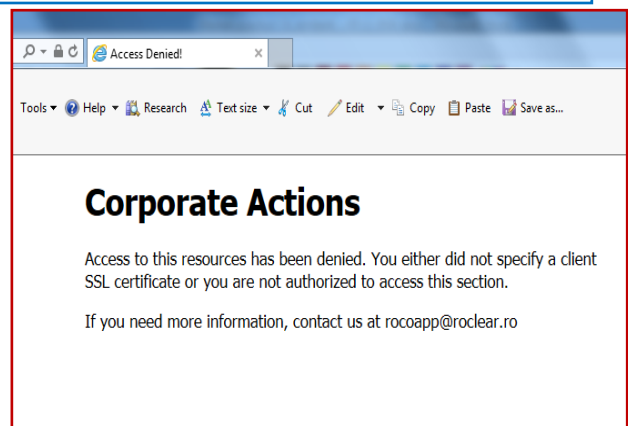 Access Denied!
Tools Help Research Text size Cut Edit Copy Paste Save as...
Corporate Actions
Access to this resources has been denied. You either did not specify a client
SSL certificate or you are not authorized to access this section.
If you need more information, contact us at rocoapp@roclear.ro